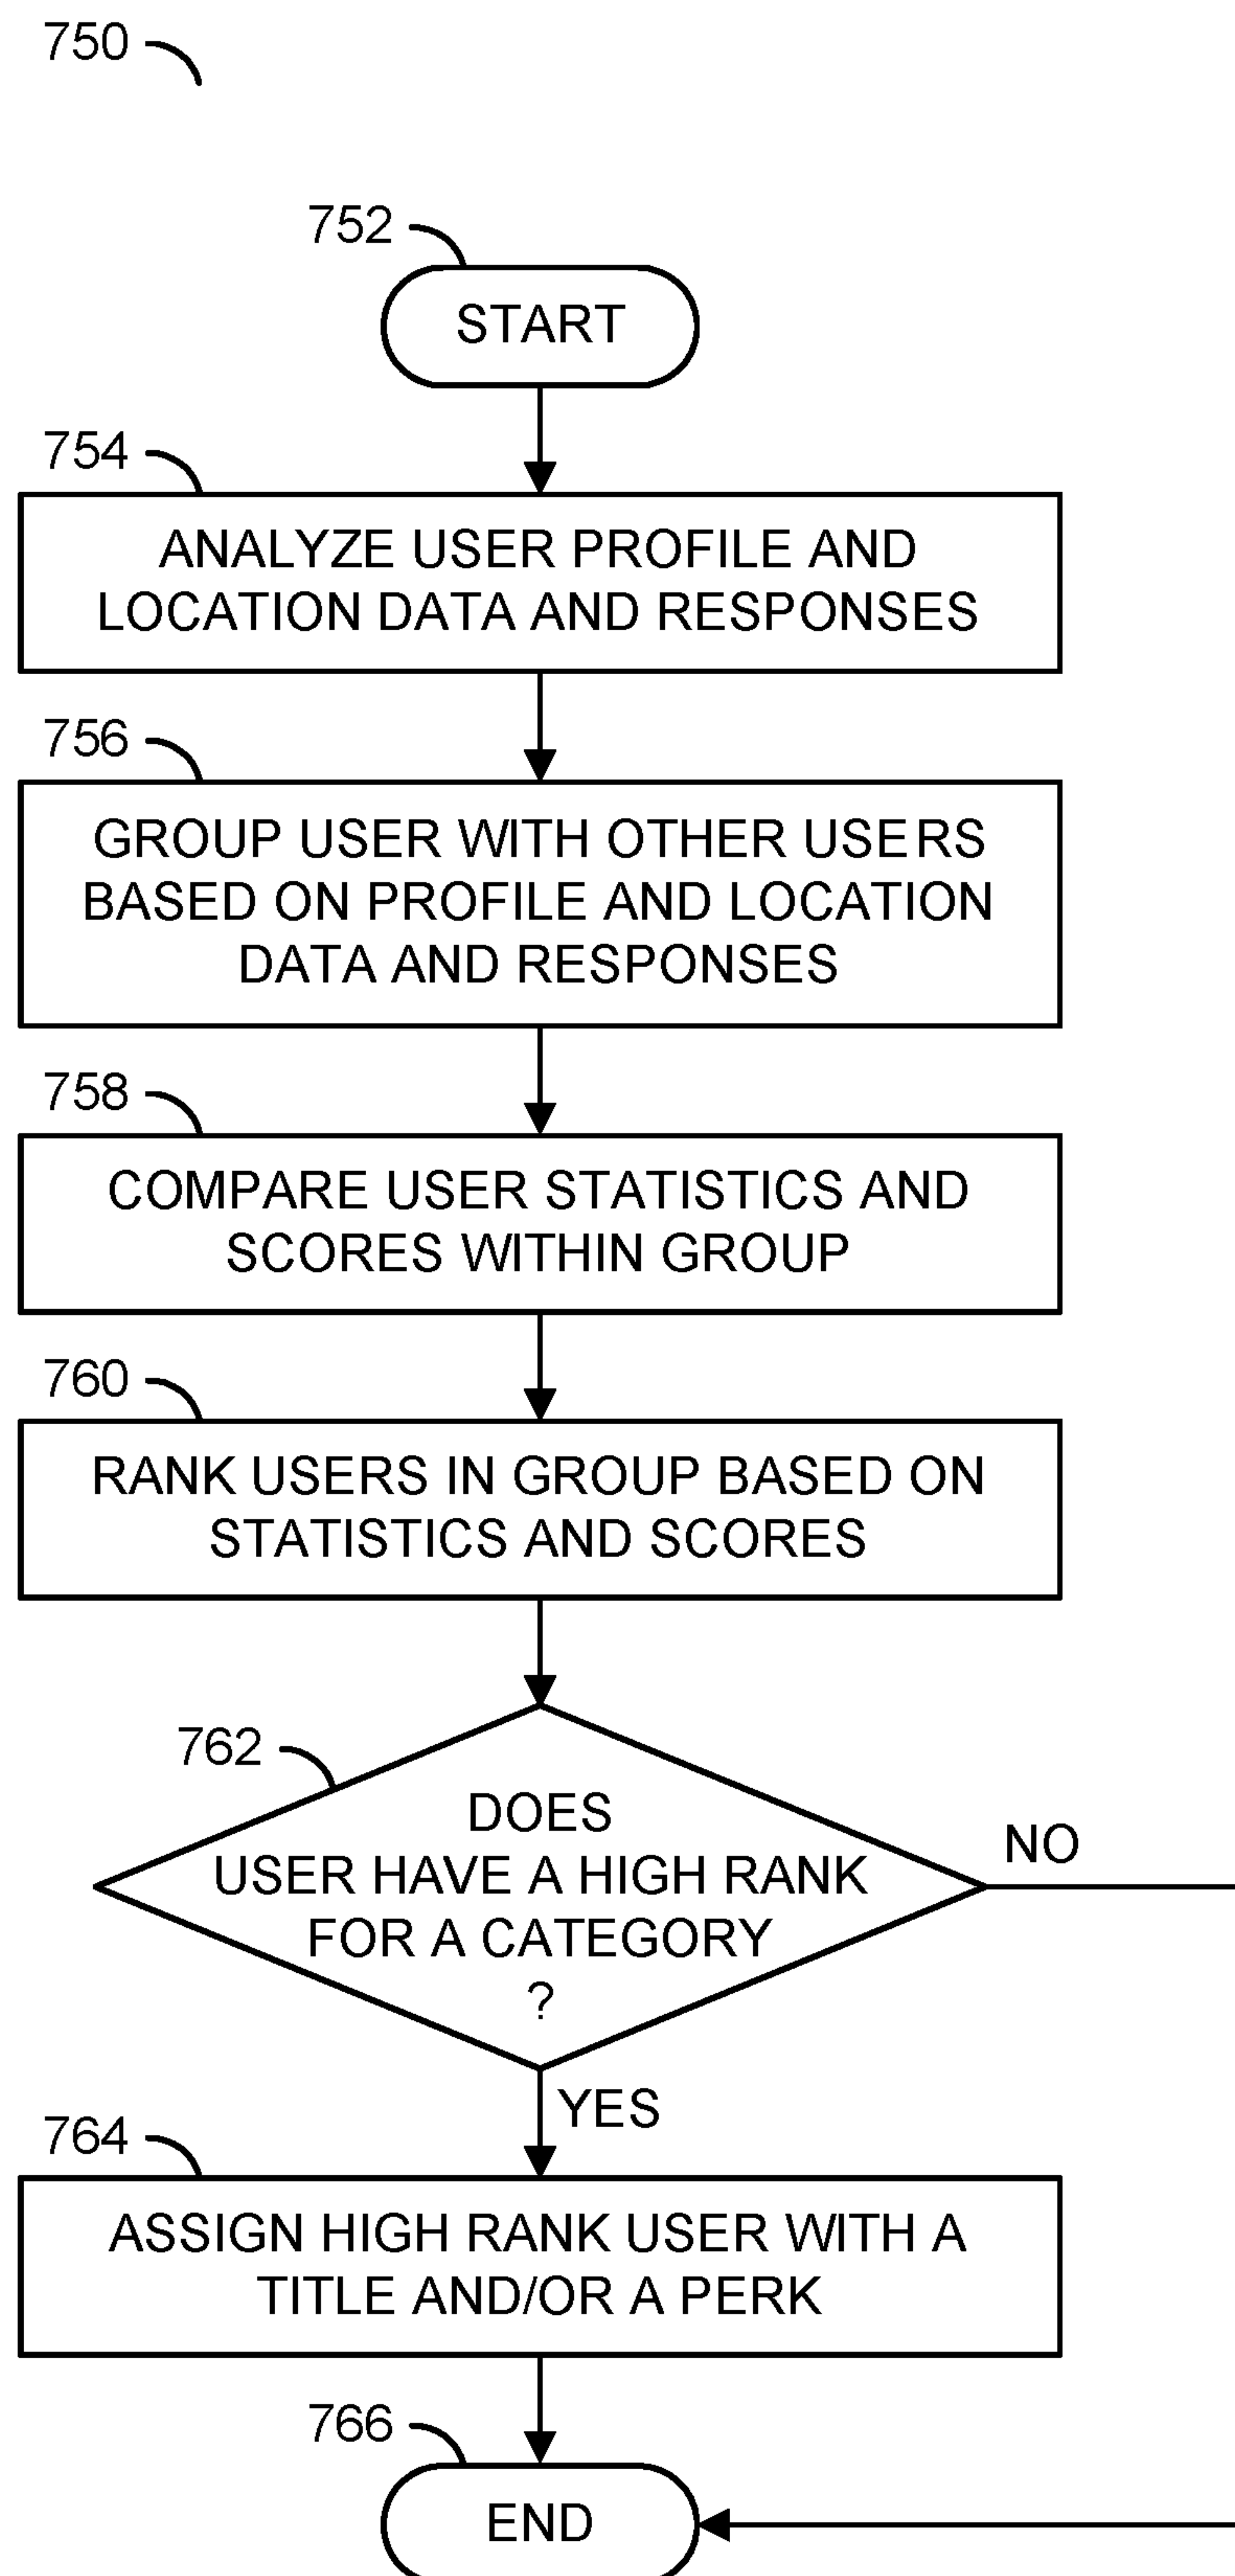 750
752
START
754
ANALYZE USER PROFILE AND
LOCATION DATA AND RESPONSES
756
GROUP USER WITH OTHER USERS
BASED ON PROFILE AND LOCATION
DATA AND RESPONSES
758
COMPARE USER STATISTICS AND
SCORES WITHIN GROUP
760
RANK USERS IN GROUP BASED ON
STATISTICS AND SCORES
762
DOES
USER HAVE A HIGH RANK
FOR A CATEGORY
?
NO
YES
764
ASSIGN HIGH RANK USER WITH A
TITLE AND/OR A PERK
766
END